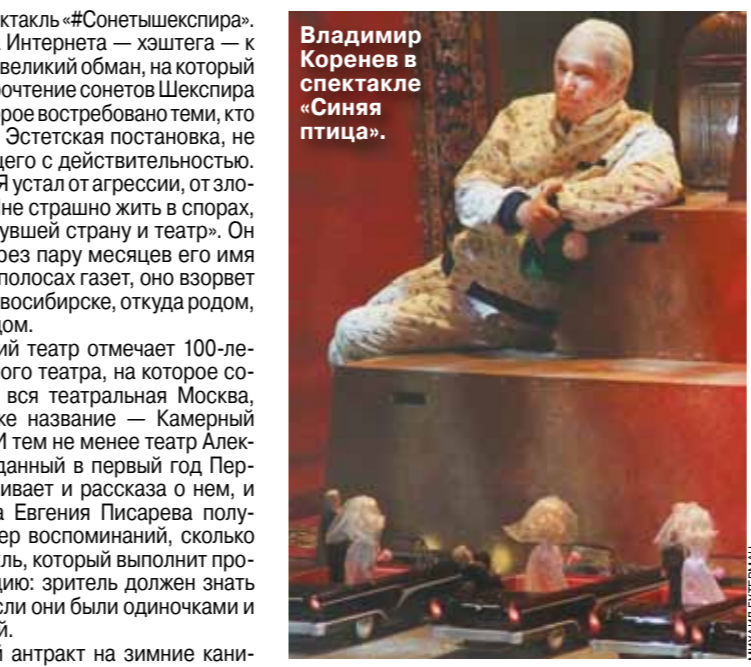 ктакль «#Сонетышекспира».
Интернета — хэштега — к
великий обман, на который
рочтение сонетов Шекспира
рое востребовано теми, кто
Эстетская постановка, не
щего с действительностью.
Я устал от агрессии, от зло-
не страшно жить в спорах,
нувшей страну и театр». Он
рез пару месяцев его имя
полосах газет, оно взорвет
восибирске, откуда родом,
дом.
ий театр отмечает 100-ле-
ного театра, на которое со-
вся театральная Москва,
ке название — Камерный
И тем не менее театр Алек-
данный в первый год Пер-
ивает и рассказа о нем, и
а Евгения Писарева полу-
ер воспоминаний, сколько
кль, который выполнит про-
цию: зритель должен знать
сли они были одиночками и
й.
й антракт на зимние кани-
Владимир
Коренев в
спектакле
«Синяя
птица».